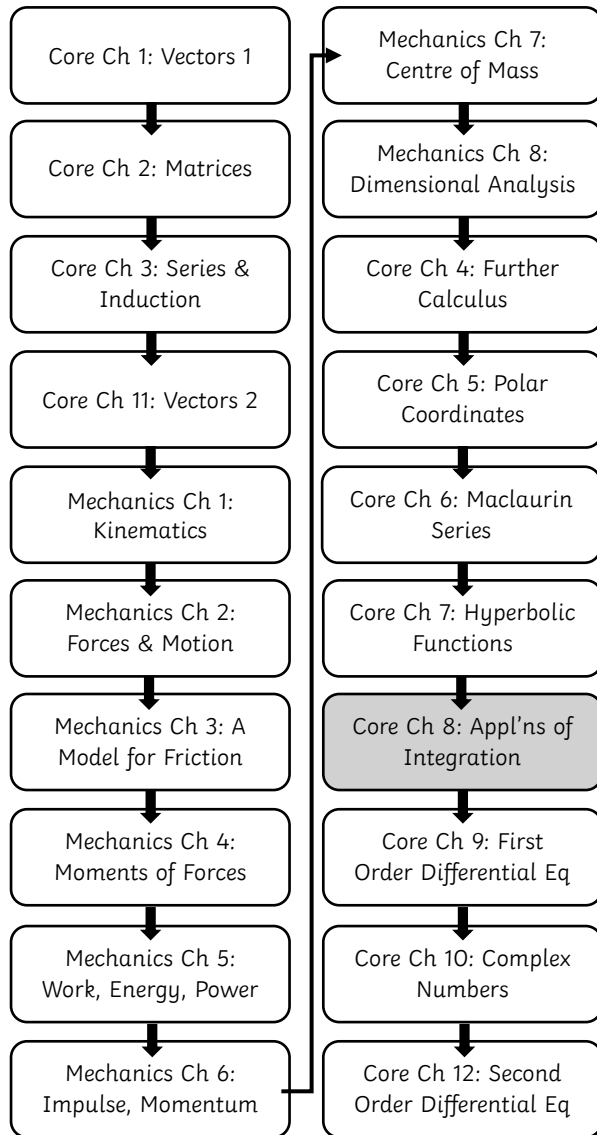 Core Ch 1: Vectors 1
Core Ch 2: Matrices
Core Ch 3: Series &
Induction
Core Ch 11: Vectors 2
Mechanics Ch 1:
Kinematics
Mechanics Ch 2:
Forces & Motion
Mechanics Ch 3: A
Model for Friction
Mechanics Ch 4:
Moments of Forces
Mechanics Ch 5:
Work, Energy, Power
Mechanics Ch 6:
Impulse, Momentum
Mechanics Ch 7:
Centre of Mass
Mechanics Ch 8:
Dimensional Analysis
Core Ch 4: Further
Calculus
Core Ch 5: Polar
Coordinates
Core Ch 6: Maclaurin
Series
Core Ch 7: Hyperbolic
Functions
Core Ch 8: Appl'ns of
Integration
Core Ch 9: First
Order Differential Eq
Core Ch 10: Complex
Numbers
Core Ch 12: Second
Order Differential Eq